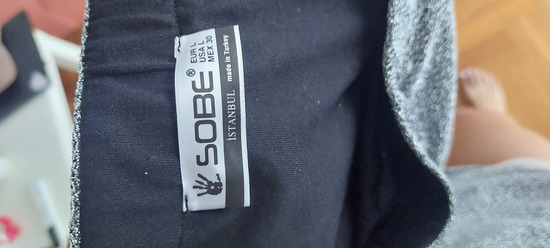 SOBE®
EUR L
USA L
MEX 30
made in Turkey
İSTANBUL